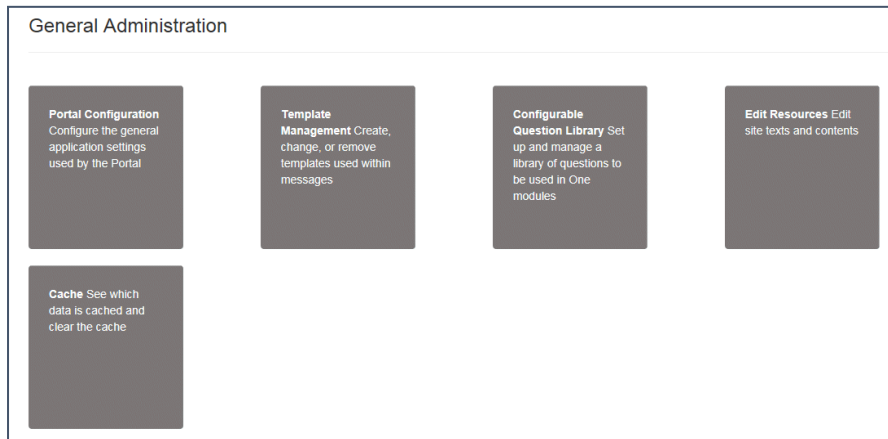 General Administration
Portal Configuration
Configure the general
application settings
used by the Portal
Template
Management Create,
change, or remove
templates used within
messages
Configurable
Question Library Set
up and manage a
library of questions to
be used in One
modules
Edit Resources Edit
site texts and contents
Cache See which
data is cached and
clear the cache